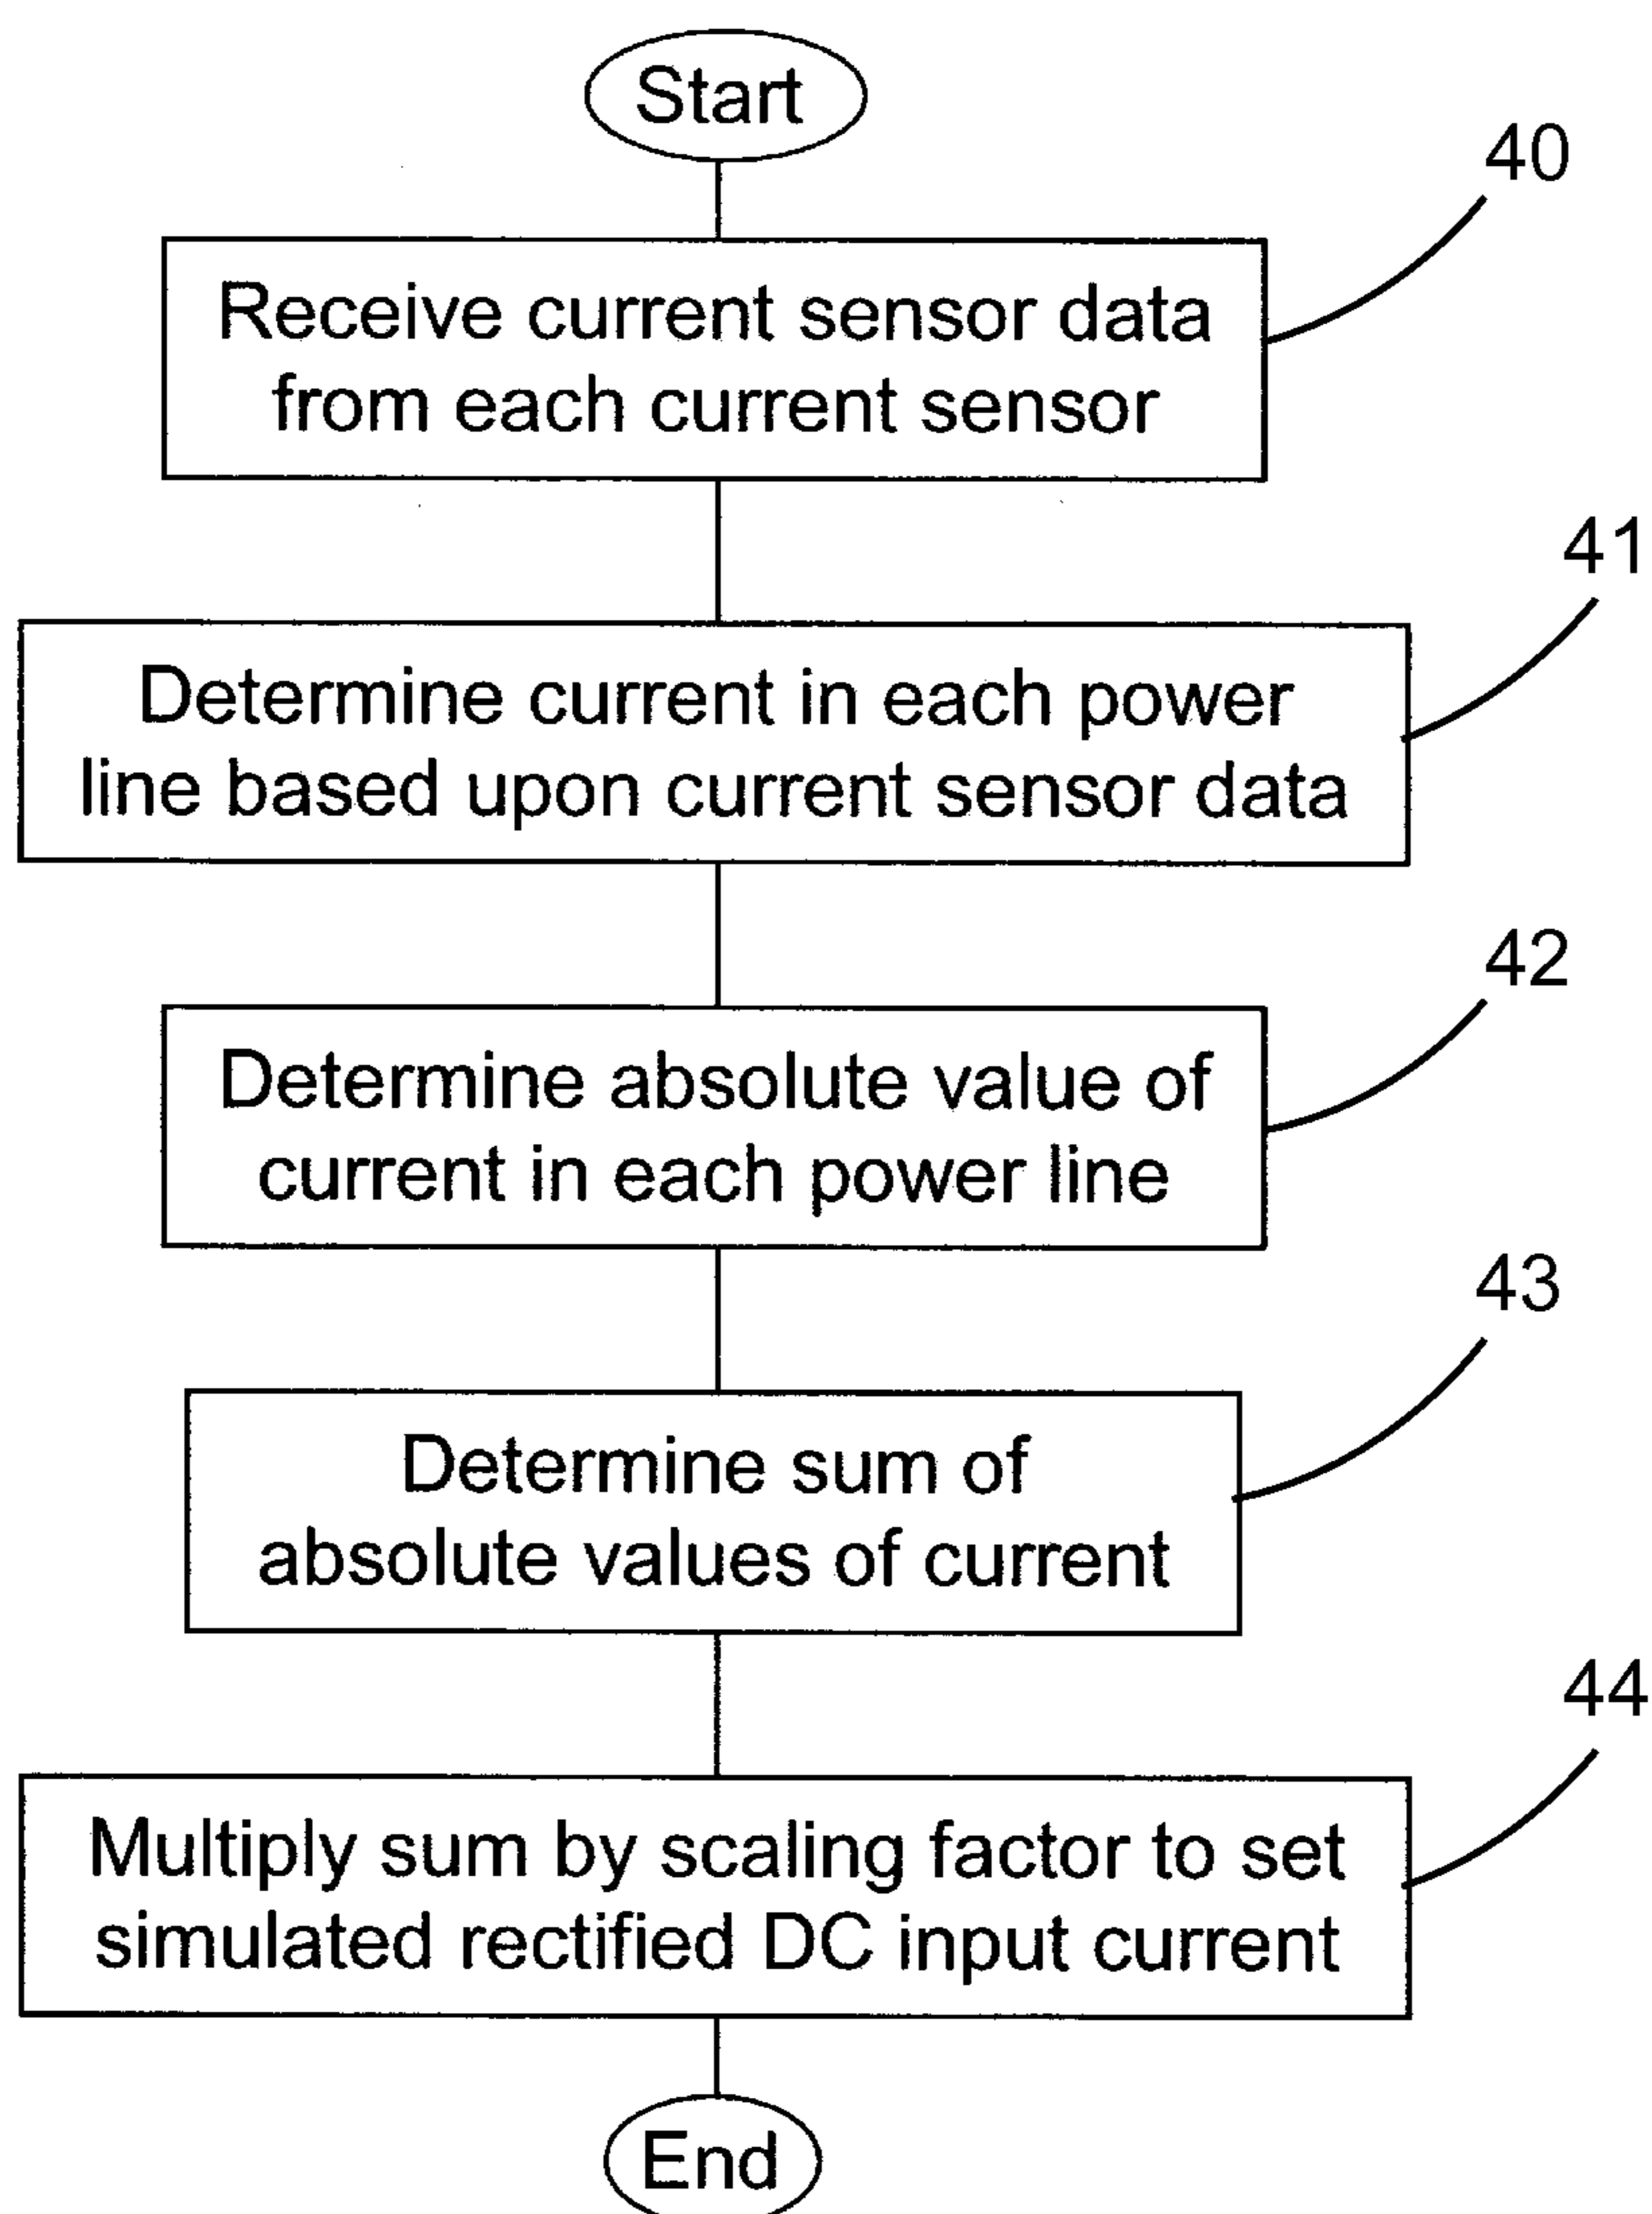 Start
40
Receive current sensor data
from each current sensor
41
Determine current in each power
line based upon current sensor data
42
Determine absolute value of
current in each power line
43
Determine sum of
absolute values of current
44
Multiply sum by scaling factor to set
simulated rectified DC input current
End